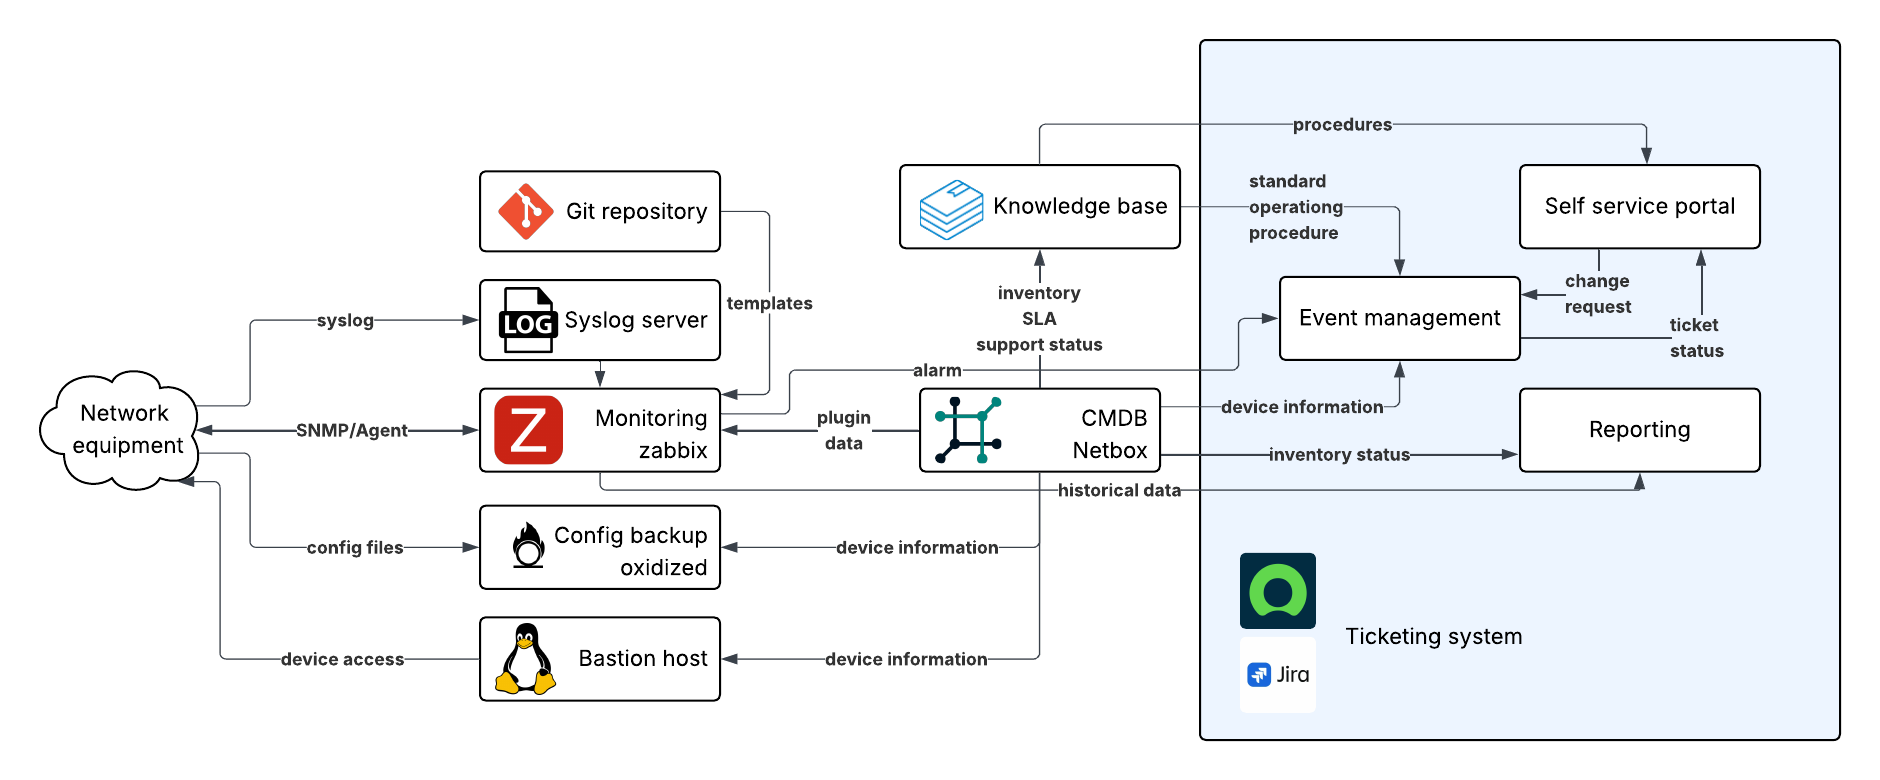 procedures
Git repository
Knowledge base
standard
operationg
procedure
Self service portal
templates
inventory
SLA
support status
change
request
LOG
Syslog server
syslog
Event management
ticket
status
alarm
Network
equipment
SNMP/Agent
Z
Monitoring
zabbix
plugin
data
CMDB
Netbox
device information
Reporting
inventory status
historical data
config files
Config backup
oxidized
device information
device access
Bastion host
device information
Ticketing system
Jira